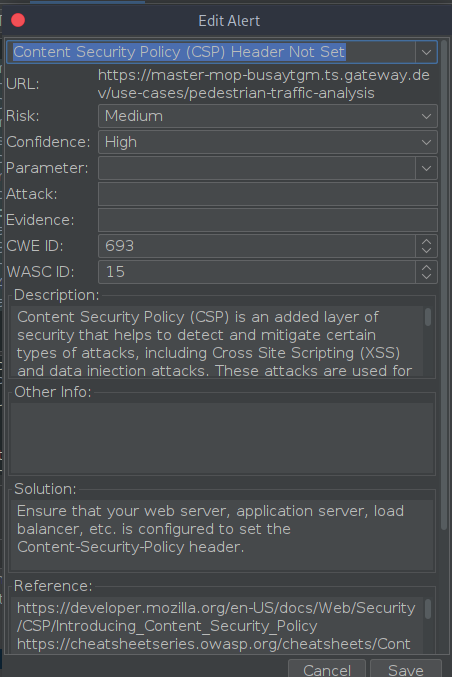 Edit Alert
Content Security Policy (CSP) Header Not Set
URL: https://master-mop-busaytgm.ts.gateway.de
v/use-cases/pedestrian-traffic-analysis
Risk: Medium
Confidence: High
Parameter:
Attack:
Evidence:
CWE ID: 693
WASC ID: 15
Description:
Content Security Policy (CSP) is an added layer of
security that helps to detect and mitigate certain
types of attacks, including Cross Site Scripting (XSS)
and data injection attacks. These attacks are used for
Other Info:
Solution:
Ensure that your web server, application server, load
balancer, etc. is configured to set the
Content-Security-Policy header.
Reference:
https://developer.mozilla.org/en-US/docs/Web/Security
/CSP/Introducing_Content_Security_Policy
https://cheatsheetseries.owasp.org/cheatsheets/Cont
Cancel Save